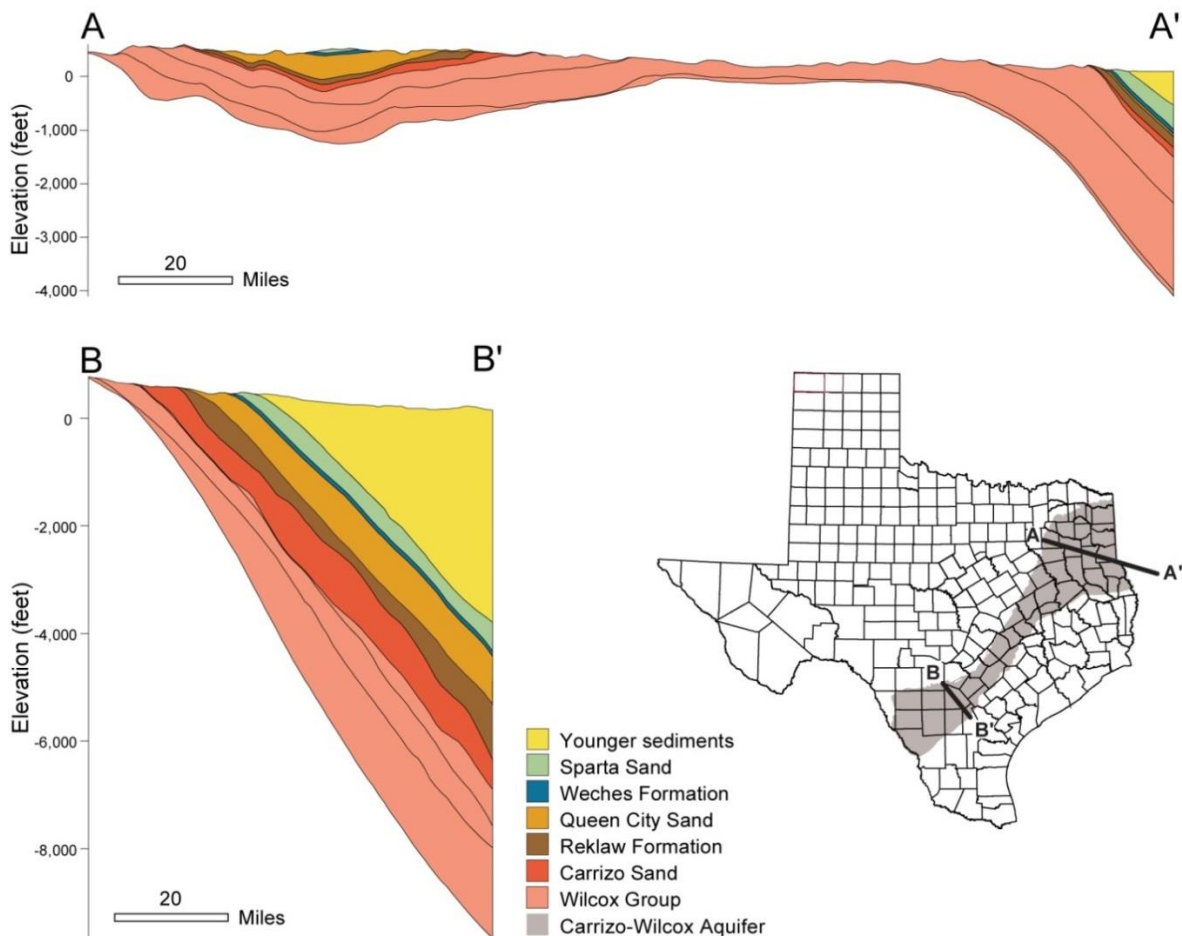 A
A'
Elevation (feet)
0
-1,000
-2,000
-3,000
-4,000
20
Miles
B
B'
Elevation (feet)
0
-2,000
-4,000
-6,000
-8,000
20
Miles
Younger sediments
Sparta Sand
Weches Formation
Queen City Sand
Reklaw Formation
Carrizo Sand
Wilcox Group
Carrizo-Wilcox Aquifer
A
A'
B
B'